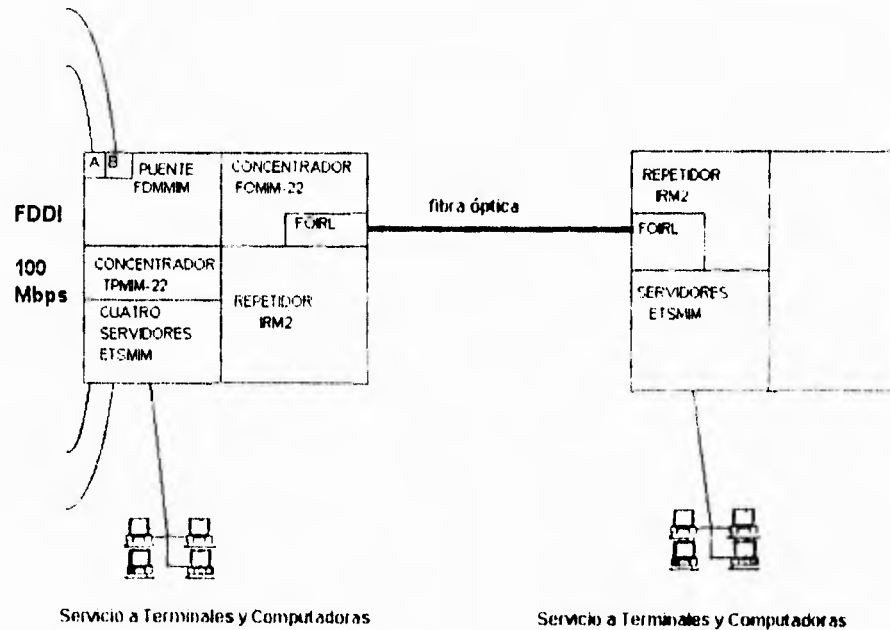 A B
PUENTE
FDMMIM
CONCENTRADOR
FOMIM-22
FOIRL
FDDI
100
Mbps
CONCENTRADOR
TPMIM-22
CUATRO
SERVIDORES
ETSMIM
REPETIDOR
IRM2
fibra óptica
REPETIDOR
IRM2
FOIRL
SERVIDORES
ETSMIM
Servicio a Terminales y Computadoras
Servicio a Terminales y Computadoras